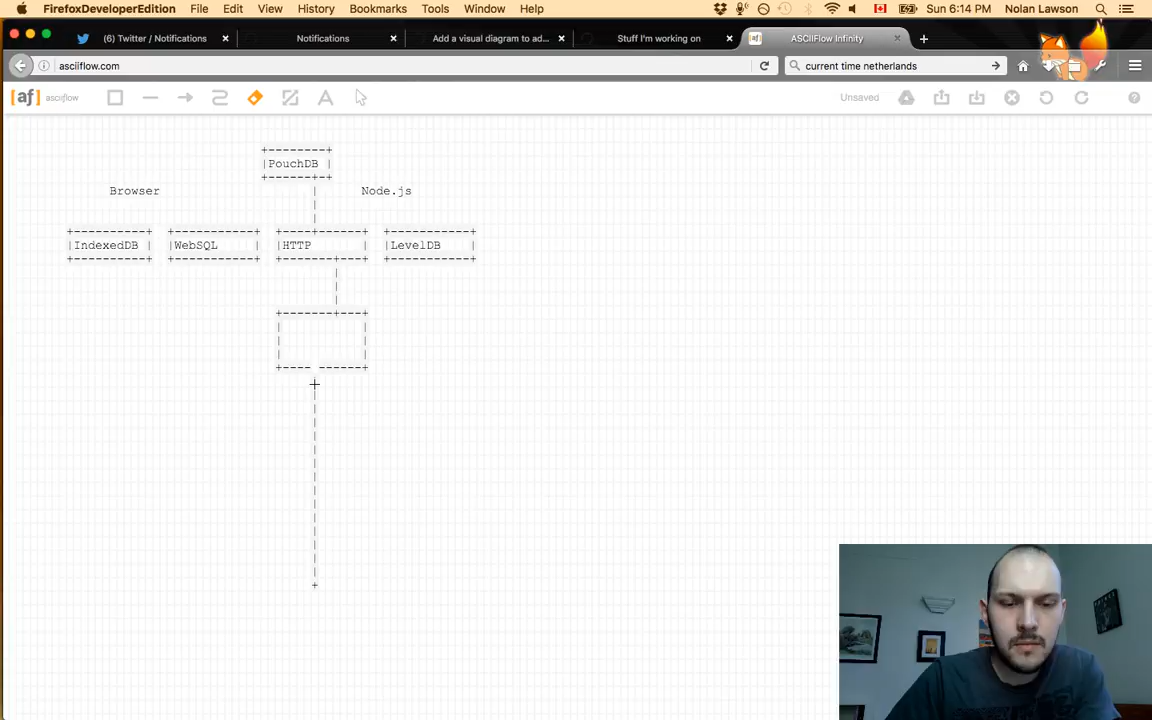 FirefoxDeveloperEdition File Edit View History Bookmarks Tools Window Help Sun 6:14 PM Nolan Lawson
(6) Twitter / Notifications Notifications Add a visual diagram to ad... Stuff I'm working on [af] ASCIIFlow Infinity
asciiflow.com current time netherlands
[af] asciiflow A Unsaved ?
PouchDB
Browser Node.js
IndexedDB WebSQL HTTP LevelDB